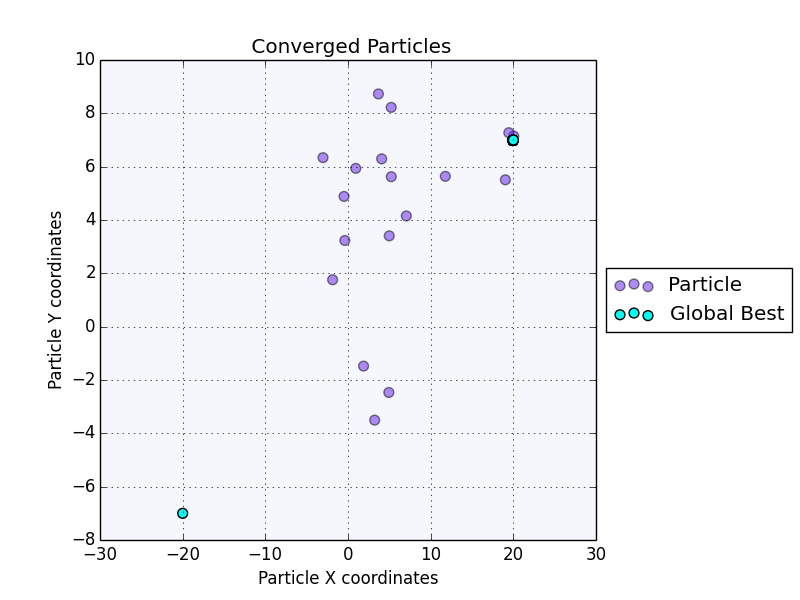 Converged Particles
10
8
6
4
2
0
−2
−4
−6
−8
−30 −20 −10 0 10 20 30
Particle X coordinates
Particle Y coordinates
Particle
Global Best